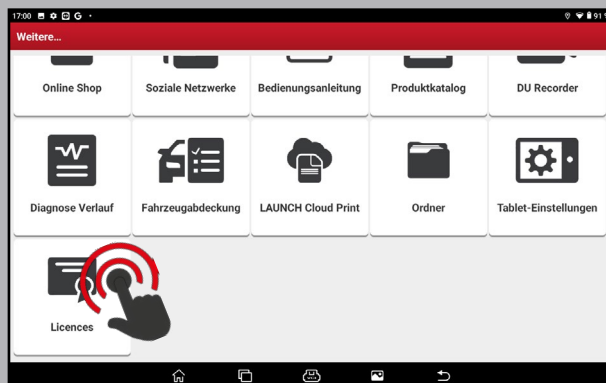 17:00 G 91 %
Weitere...
Online Shop
Soziale Netzwerke
Bedienungsanleitung
Produktkatalog
DU Recorder
Diagnose Verlauf
Fahrzeugabdeckung
LAUNCH Cloud Print
Ordner
Tablet-Einstellungen
Licences